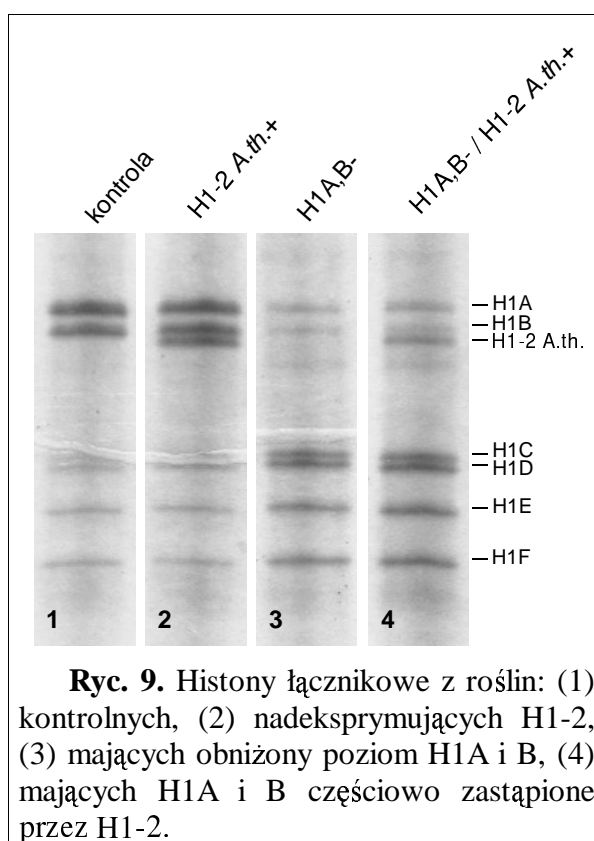 kontrola
H1-2 A.th.+
H1A,B-
H1A,B- / H1-2 A.th.+
H1A
H1B
H1-2 A.th.
H1C
H1D
H1E
H1F
1 2 3 4
Ryc. 9. Histony łącznikowe z roślin: (1)
kontrolnych, (2) nadeksprymujących H1-2,
(3) mających obniżony poziom H1A i B, (4)
mających H1A i B częściowo zastąpione
przez H1-2.